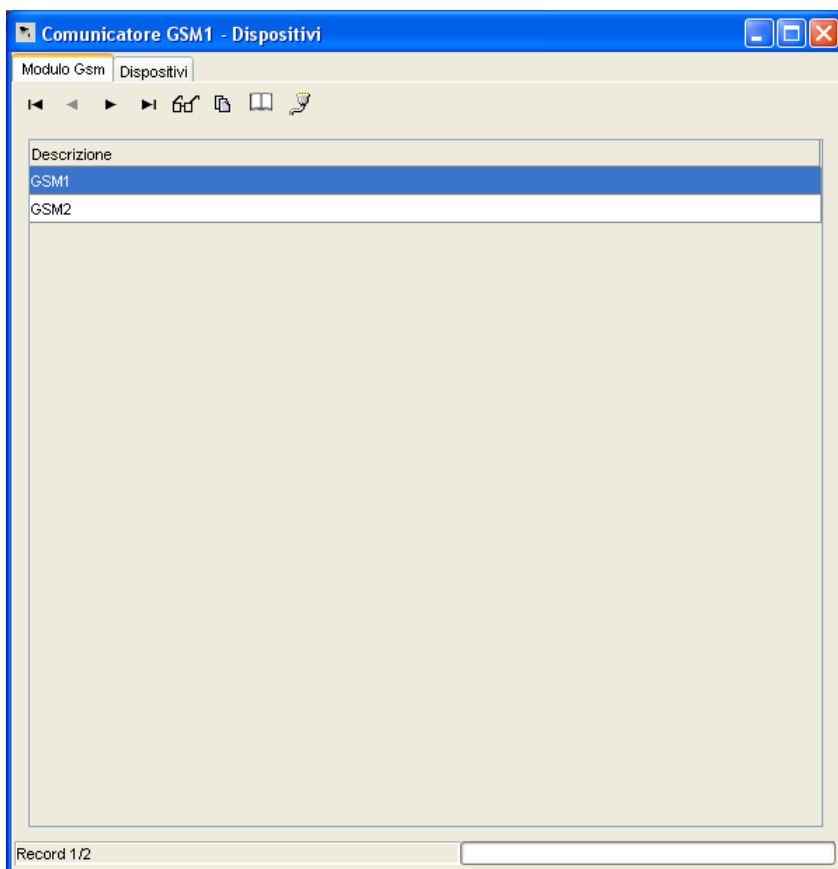 Comunicatore GSM1 - Dispositivi
Modulo Gsm Dispositivi
Descrizione
GSM1
GSM2
Record 1/2